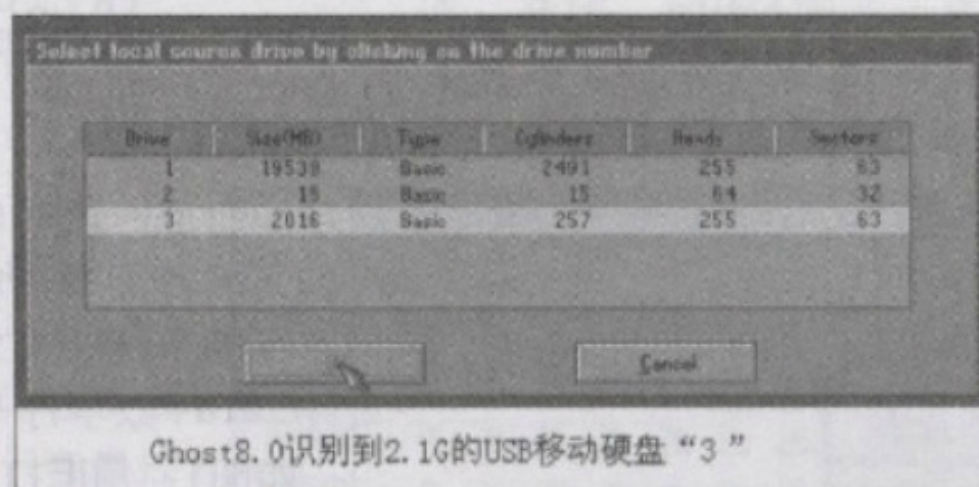 Select local source drive by clicking on the drive number
Drive Size(MB) Type Cylinders Heads Sectors
1 19539 Basic 2491 255 63
2 15 Basic 15 64 32
3 2016 Basic 257 255 63
Cancel
Ghost8.0识别到2.1G的USB移动硬盘“3”